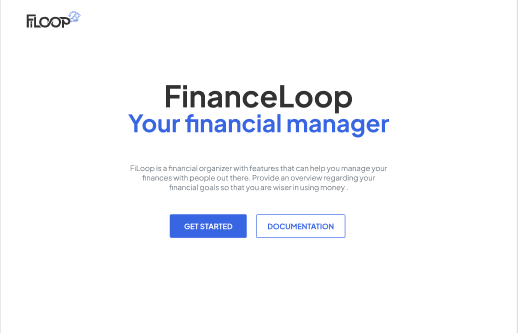 FiLOOP
FinanceLoop
Your financial manager
FiLoop is a financial organizer with features that can help you manage your
finances with people out there. Provide an overview regarding your
financial goals so that you are wiser in using money .
GET STARTED
DOCUMENTATION